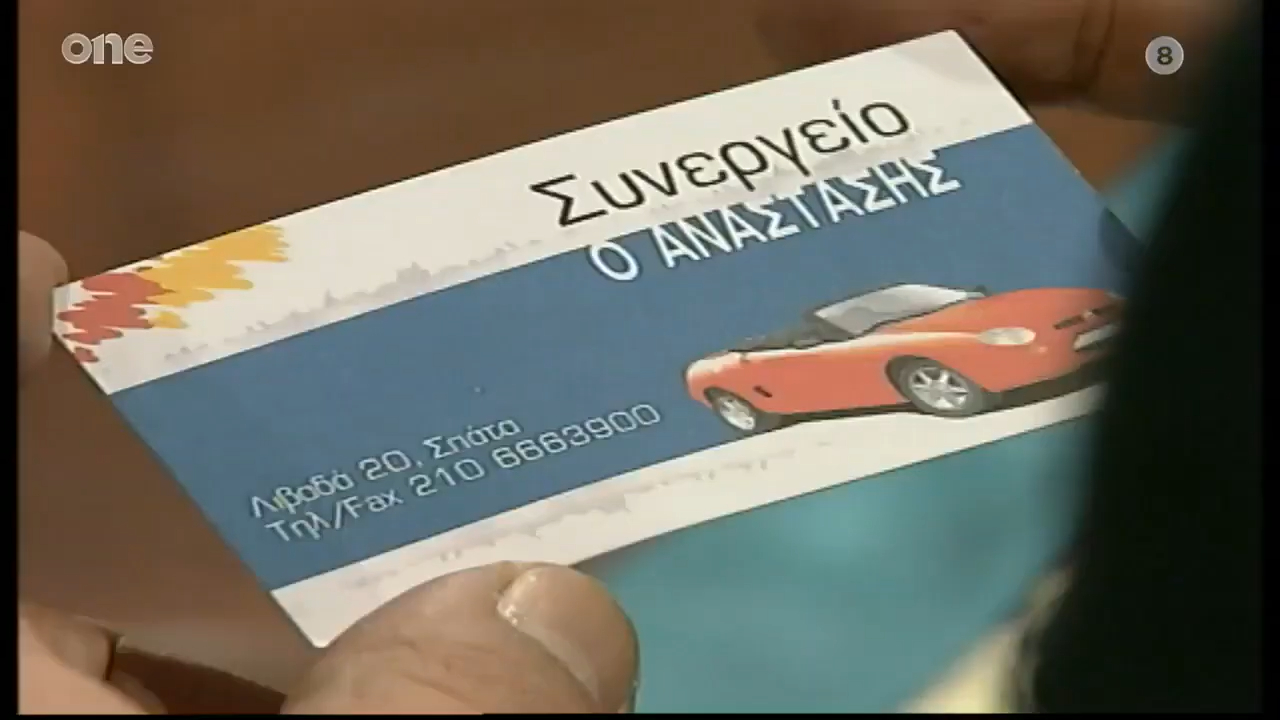 one
8
Συνεργείο
Ο ΑΝΑΣΤΑΣΗΣ
Λιβαδά 20, Σπάτα
Τηλ/Fax 210 6663900